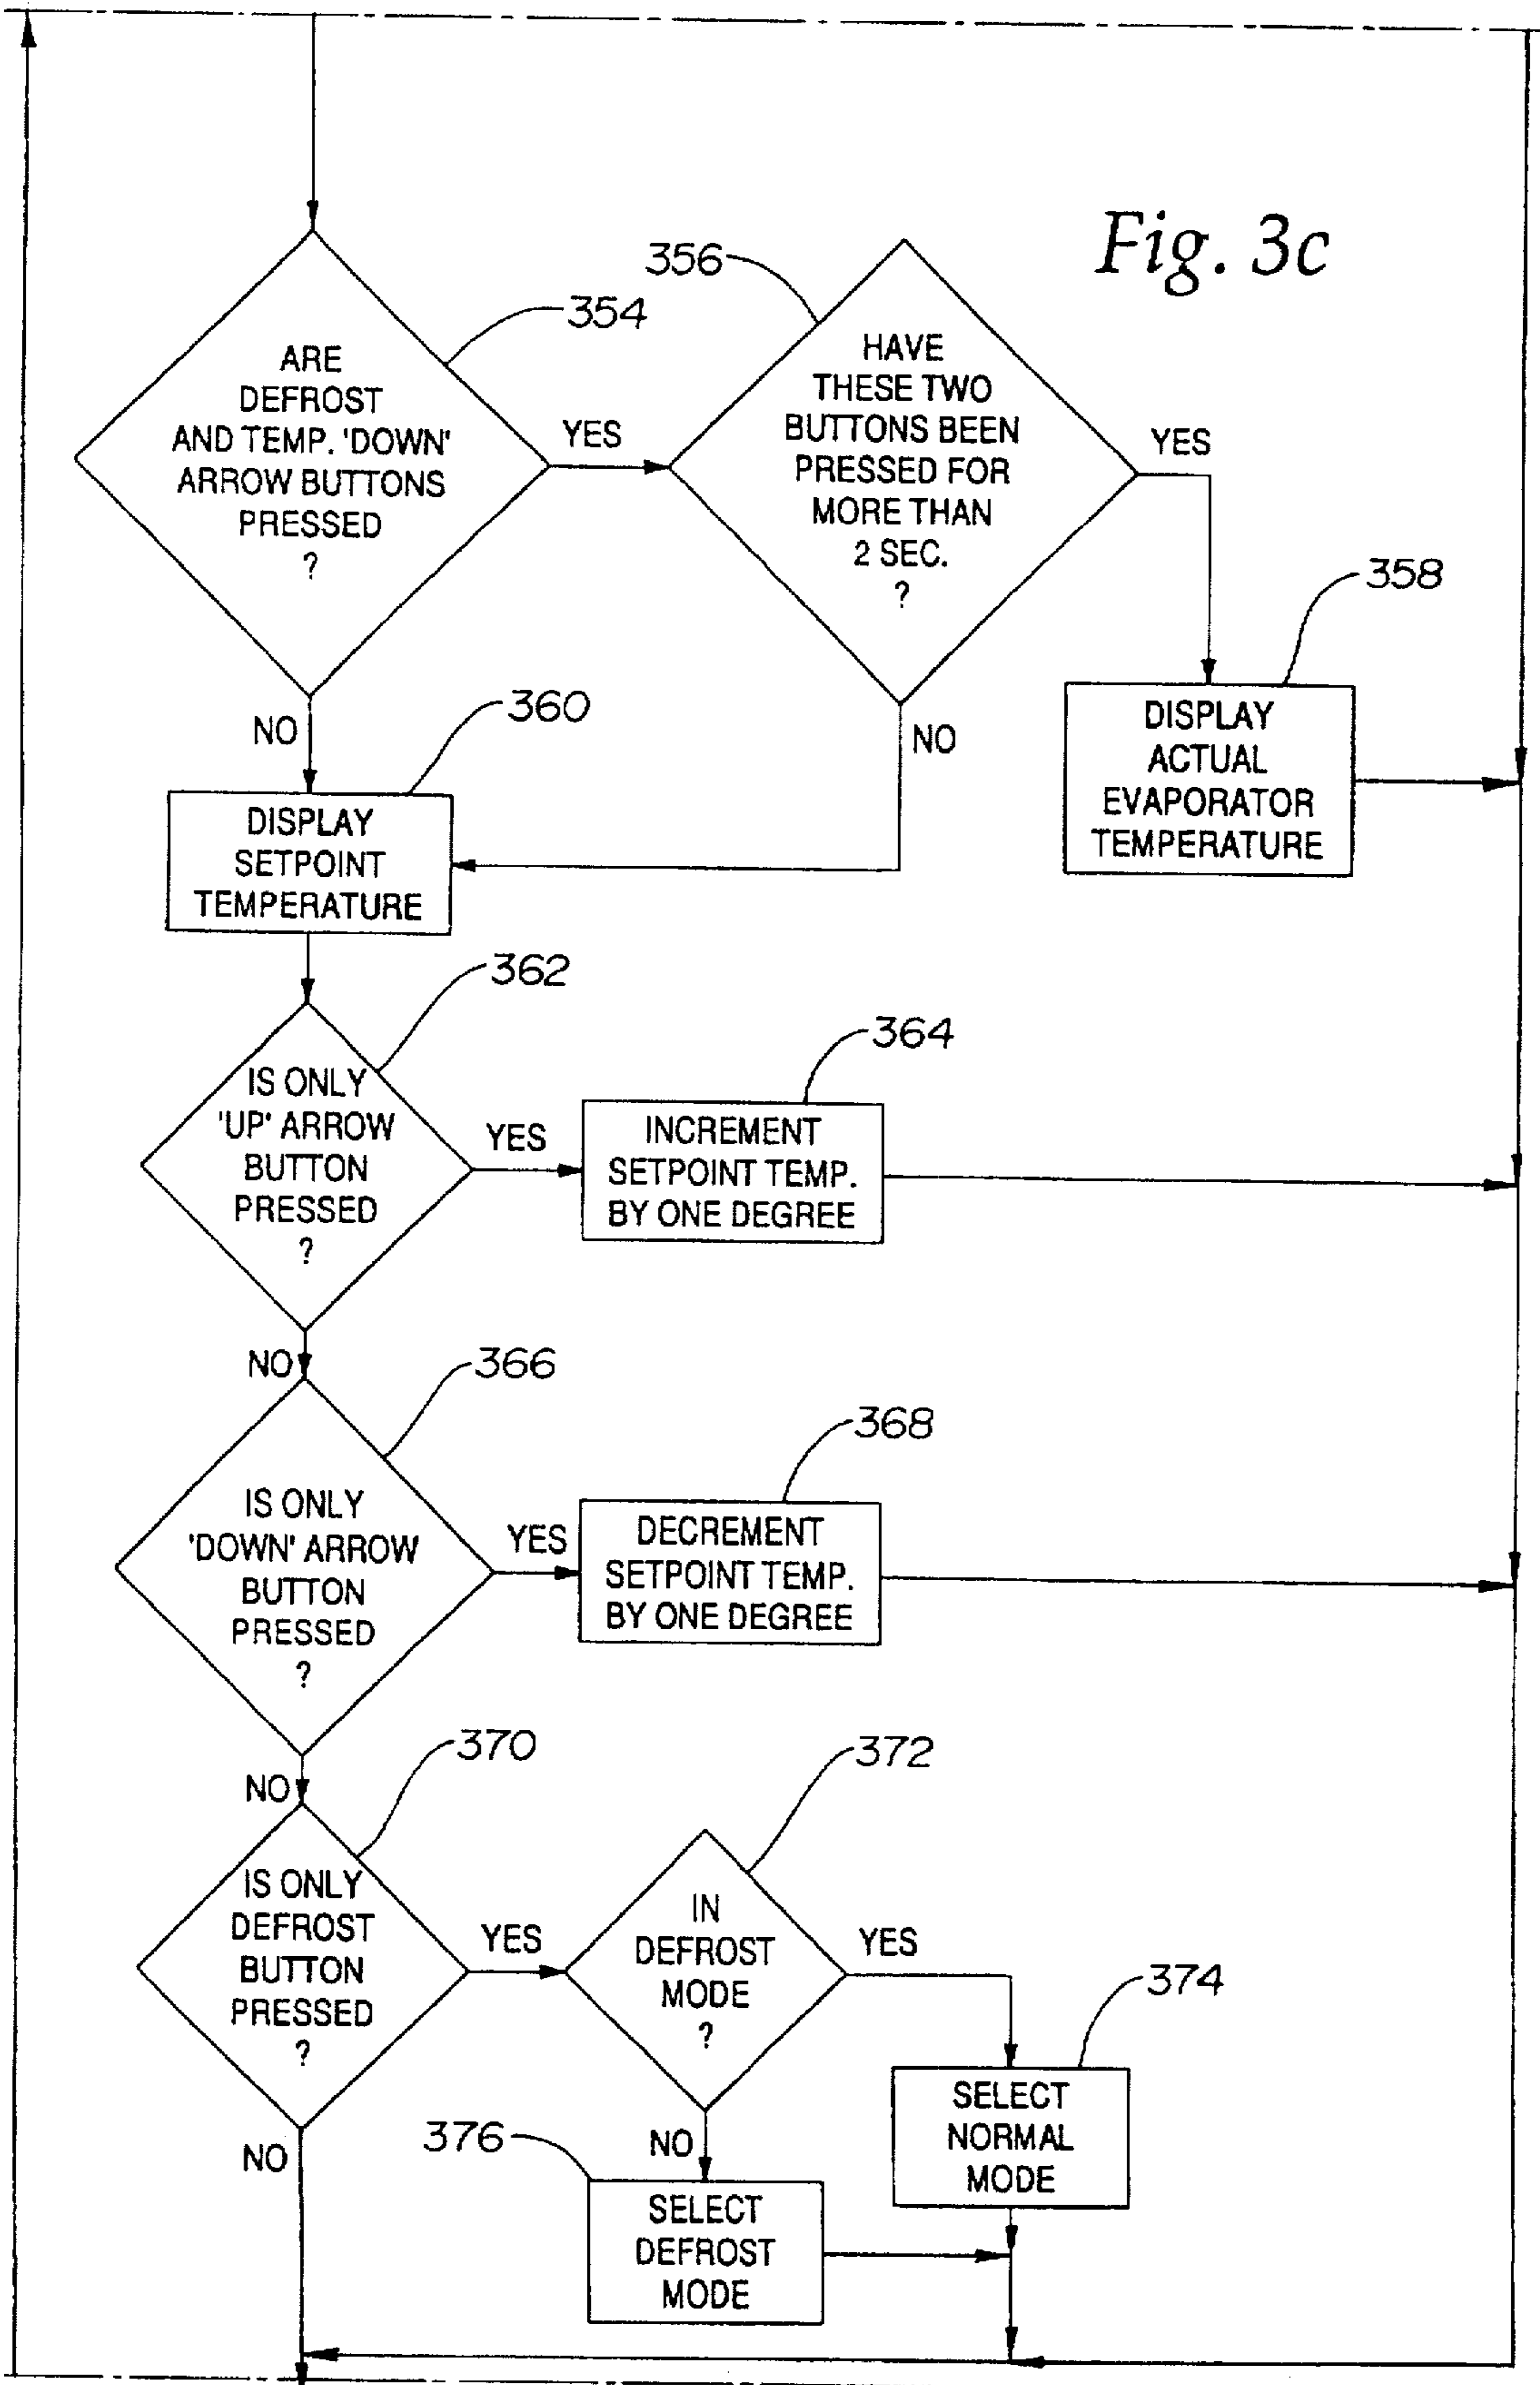 Fig. 3c
354
ARE
DEFROST
AND TEMP. 'DOWN'
ARROW BUTTONS
PRESSED
?
YES
NO
356
HAVE
THESE TWO
BUTTONS BEEN
PRESSED FOR
MORE THAN
2 SEC.
?
YES
NO
358
DISPLAY
ACTUAL
EVAPORATOR
TEMPERATURE
360
DISPLAY
SETPOINT
TEMPERATURE
362
IS ONLY
'UP' ARROW
BUTTON
PRESSED
?
YES
NO
364
INCREMENT
SETPOINT TEMP.
BY ONE DEGREE
366
IS ONLY
'DOWN' ARROW
BUTTON
PRESSED
?
YES
NO
368
DECREMENT
SETPOINT TEMP.
BY ONE DEGREE
370
IS ONLY
DEFROST
BUTTON
PRESSED
?
YES
NO
372
IN
DEFROST
MODE
?
YES
NO
374
SELECT
NORMAL
MODE
376
SELECT
DEFROST
MODE